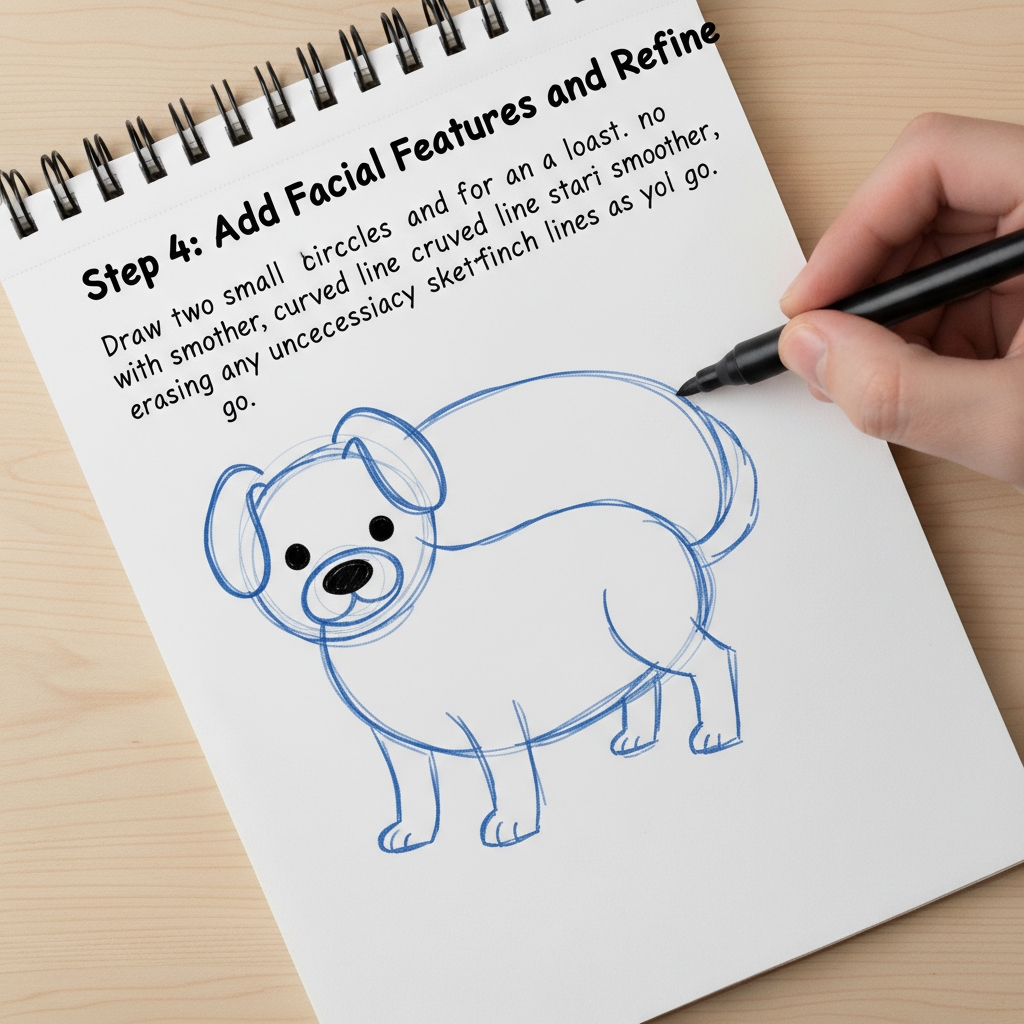 Step 4: Add Facial Features and Refine
Draw two small circcles and for an a loast. no
with smother, curved line cruved line stari smoother,
erasing any uncecessiacy sketfinch lines as yol go.
go.